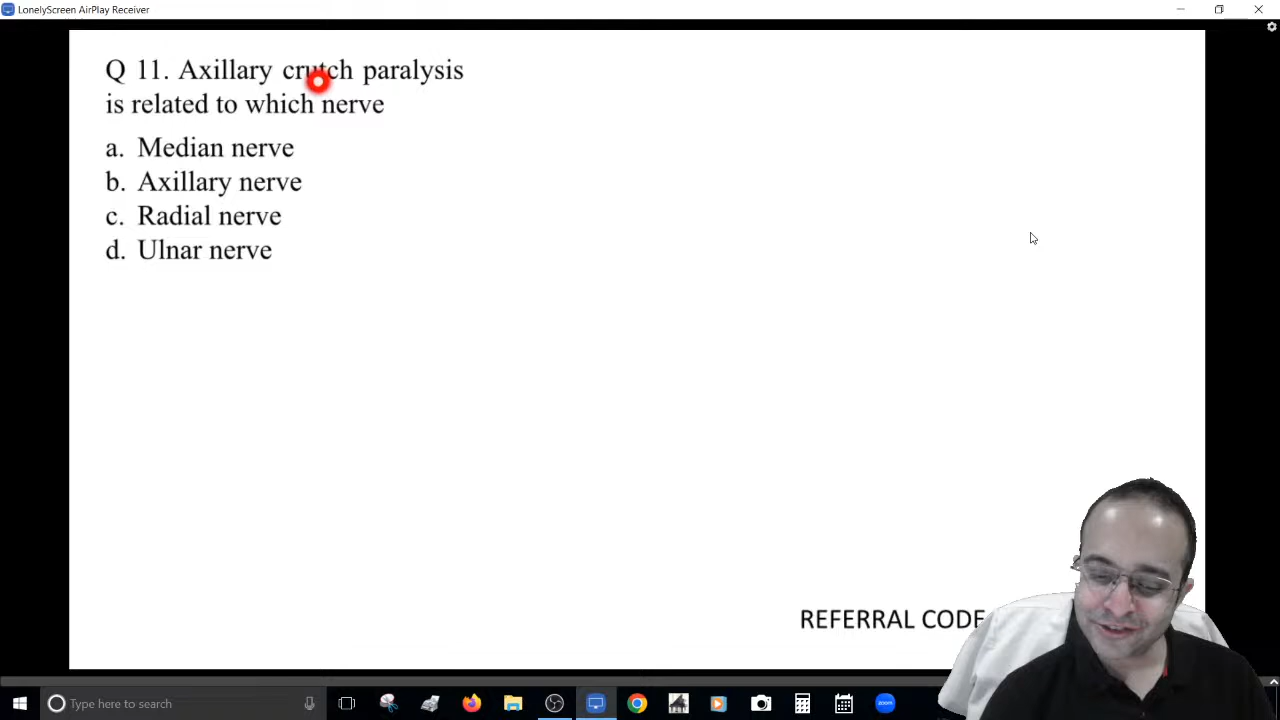 LonelyScreen AirPlay Receiver
Q 11. Axillary crutch paralysis
is related to which nerve
a. Median nerve
b. Axillary nerve
c. Radial nerve
d. Ulnar nerve
REFERRAL CODE
Type here to search
zoom